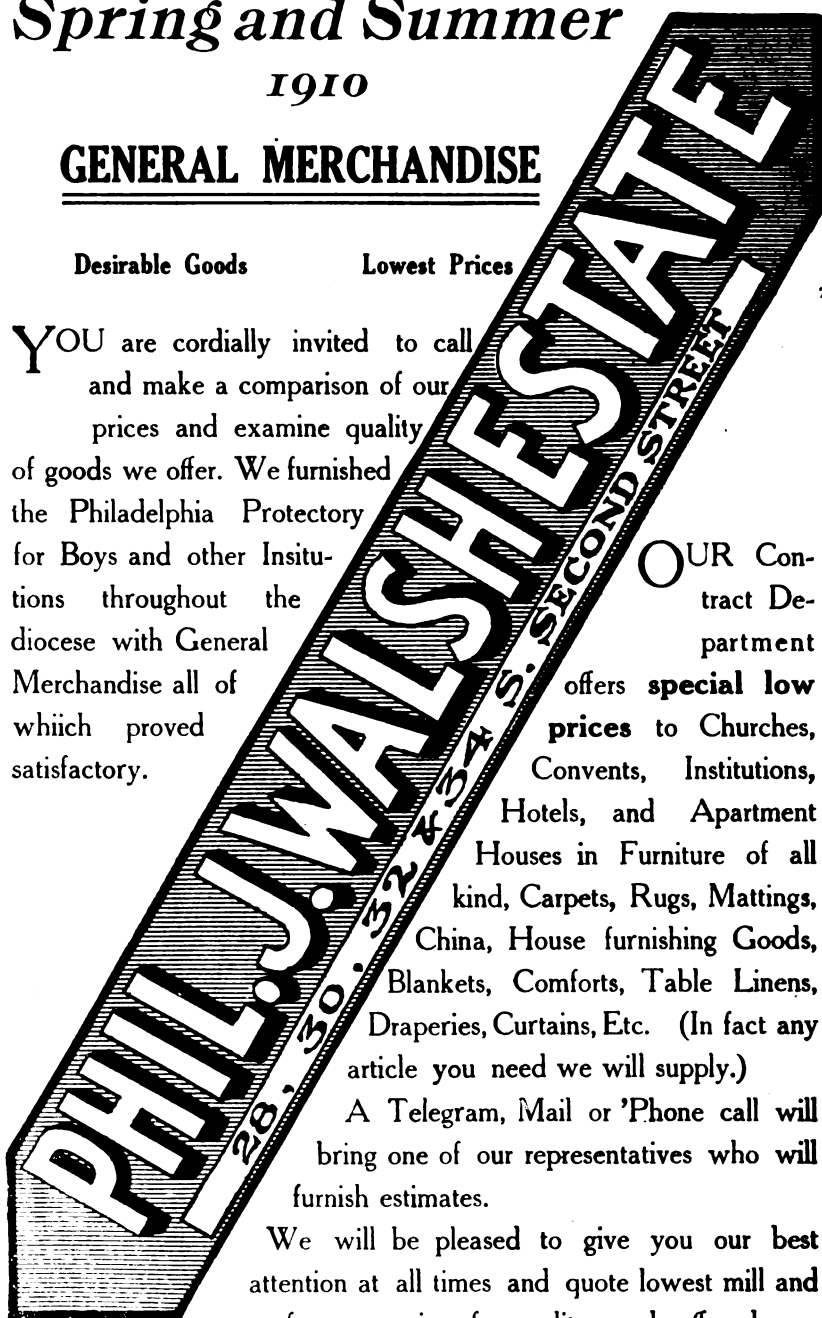 Spring and Summer
1910
GENERAL MERCHANDISE
Desirable Goods Lowest Prices
YOU are cordially invited to call
and make a comparison of our
prices and examine quality
of goods we offer. We furnished
the Philadelphia Protectory
for Boys and other Insitu-
tions throughout the
diocese with General
Merchandise all of
whiich proved
satisfactory.
PHIL. J. WALSH ESTATE
28, 30, 32 & 34 S. SECOND STREET
OUR Con-
tract De-
partment
offers special low
prices to Churches,
Convents, Institutions,
Hotels, and Apartment
Houses in Furniture of all
kind, Carpets, Rugs, Mattings,
China, House furnishing Goods,
Blankets, Comforts, Table Linens,
Draperies, Curtains, Etc. (In fact any
article you need we will supply.)
A Telegram, Mail or 'Phone call will
bring one of our representatives who will
furnish estimates.
We will be pleased to give you our best
attention at all times and quote lowest mill and